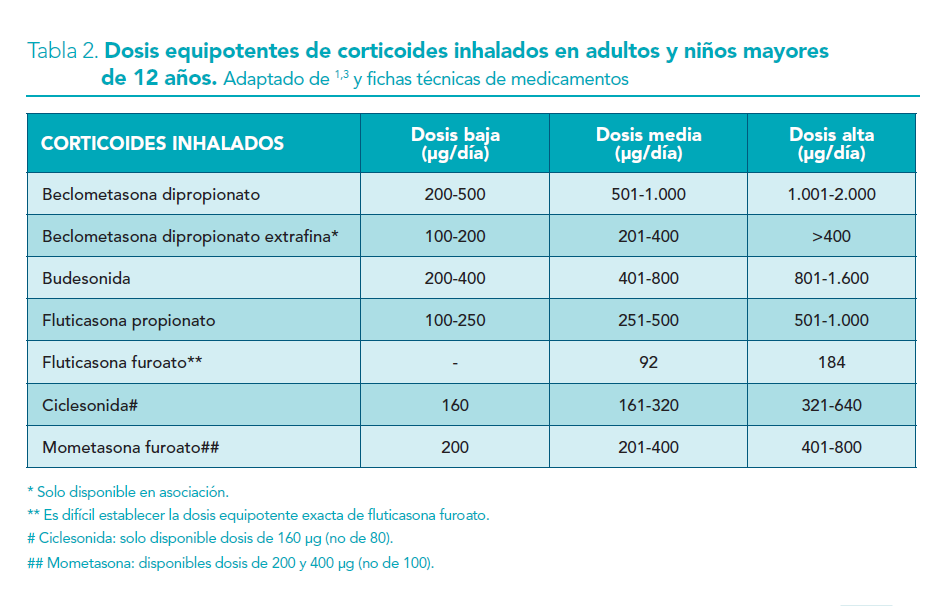 Tabla 2. Dosis equipotentes de corticoides inhalados en adultos y niños mayores
de 12 años. Adaptado de 1,3 y fichas técnicas de medicamentos
CORTICOIDES INHALADOS Dosis baja (µg/día) Dosis media (µg/día) Dosis alta (µg/día)
Beclometasona dipropionato 200-500 501-1.000 1.001-2.000
Beclometasona dipropionato extrafina* 100-200 201-400 >400
Budesonida 200-400 401-800 801-1.600
Fluticasona propionato 100-250 251-500 501-1.000
Fluticasona furoato** - 92 184
Ciclesonida# 160 161-320 321-640
Mometasona furoato## 200 201-400 401-800
* Solo disponible en asociación.
** Es difícil establecer la dosis equipotente exacta de fluticasona furoato.
# Ciclesonida: solo disponible dosis de 160 µg (no de 80).
## Mometasona: disponibles dosis de 200 y 400 µg (no de 100).